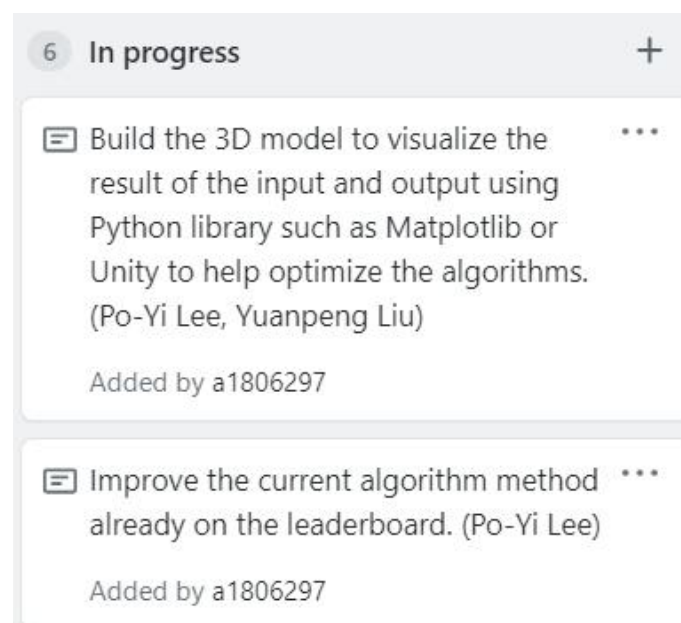 6 In progress +
Build the 3D model to visualize the
result of the input and output using
Python library such as Matplotlib or
Unity to help optimize the algorithms.
(Po-Yi Lee, Yuanpeng Liu)
Added by a1806297
Improve the current algorithm method
already on the leaderboard. (Po-Yi Lee)
Added by a1806297